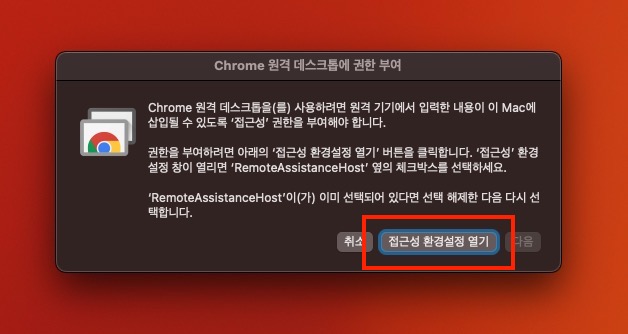 Chrome 원격 데스크톱에 권한 부여
Chrome 원격 데스크톱을(를) 사용하려면 원격 기기에서 입력한 내용이 이 Mac에
삽입될 수 있도록 ‘접근성’ 권한을 부여해야 합니다.
권한을 부여하려면 아래의 ‘접근성 환경설정 열기’ 버튼을 클릭합니다. ‘접근성’ 환경
설정 창이 열리면 ‘RemoteAssistanceHost’ 옆의 체크박스를 선택하세요.
‘RemoteAssistanceHost’이(가) 이미 선택되어 있다면 선택 해제한 다음 다시 선
택합니다.
취소 접근성 환경설정 열기 다음